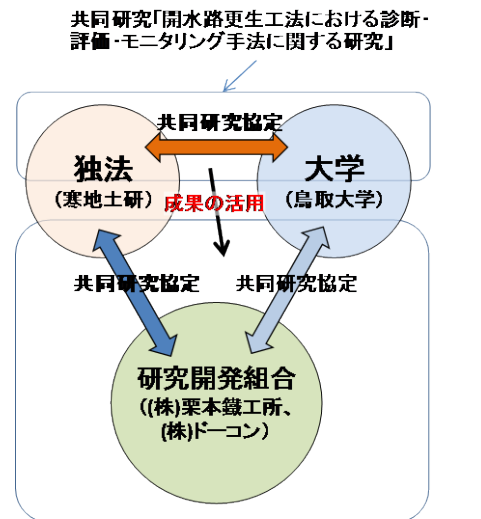 共同研究「開水路更生工法における診断・
評価・モニタリング手法に関する研究」
共同研究協定
独法
（寒地土研）
大学
（鳥取大学）
成果の活用
共同研究協定
共同研究協定
研究開発組合
（(株)栗本鐵工所、
(株)ドーコン）